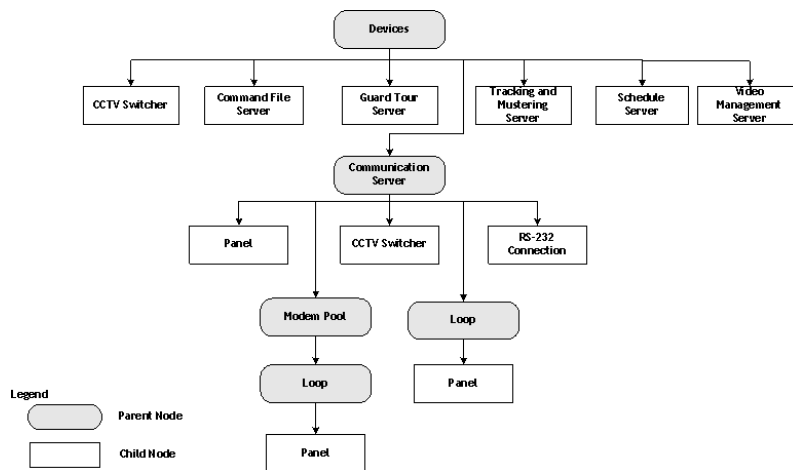 Devices
CCTV Switcher
Command File
Server
Guard Tour
Server
Tracking and
Mustering
Server
Schedule
Server
Video
Management
Server
Communication
Server
Panel
CCTV Switcher
RS-232
Connection
Modem Pool
Loop
Loop
Panel
Panel
Legend
Parent Node
Child Node